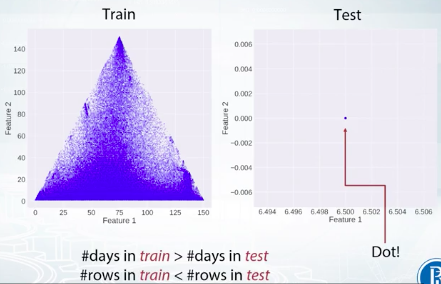 Train
Test
140
120
100
80
60
40
20
0
Feature 2
0 25 50 75 100 125 150
Feature 1
0.006
0.004
0.002
0.000
−0.002
−0.004
−0.006
Feature 2
6.494 6.496 6.498 6.500 6.502 6.504 6.506
Feature 1
Dot!
#days in train > #days in test
#rows in train < #rows in test